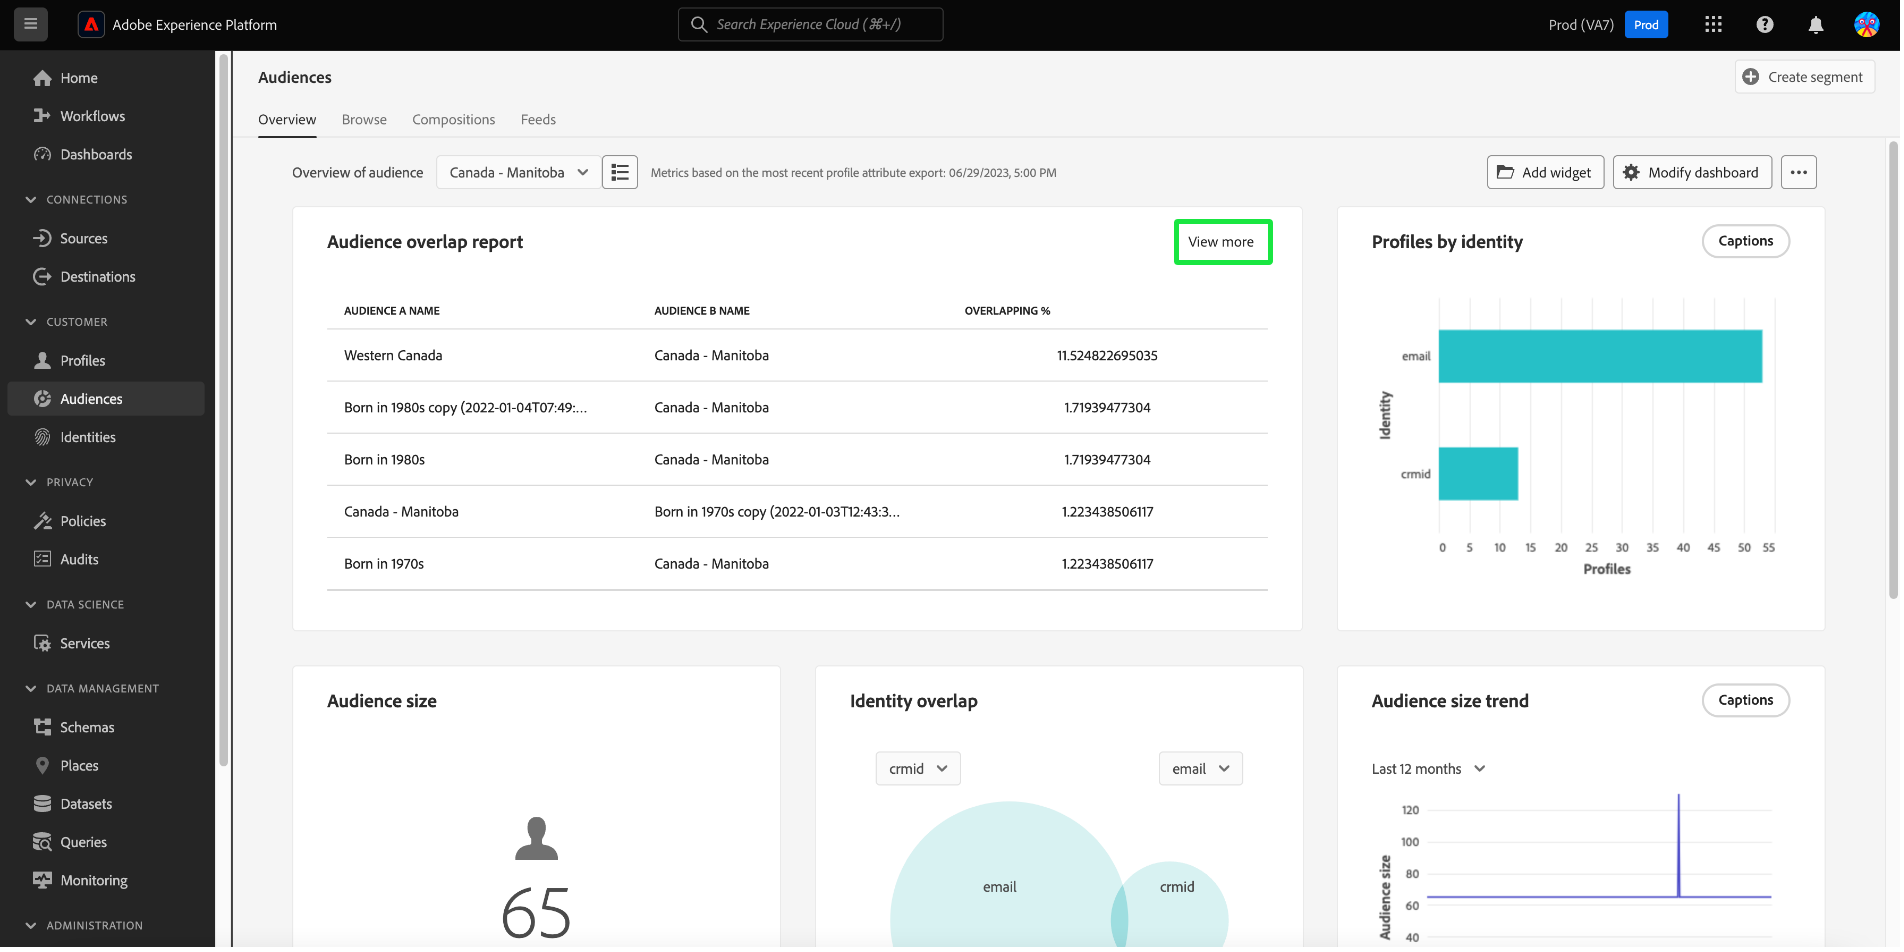 Adobe Experience Platform
Search Experience Cloud (⌘+/)
Prod (VA7)
Prod
Home
Workflows
Dashboards
CONNECTIONS
Sources
Destinations
CUSTOMER
Profiles
Audiences
Identities
PRIVACY
Policies
Audits
DATA SCIENCE
Services
DATA MANAGEMENT
Schemas
Places
Datasets
Queries
Monitoring
ADMINISTRATION
Audiences
Create segment
Overview Browse Compositions Feeds
Overview of audience Canada - Manitoba Metrics based on the most recent profile attribute export: 06/29/2023, 5:00 PM
Add widget Modify dashboard
Audience overlap report View more
AUDIENCE A NAME AUDIENCE B NAME OVERLAPPING %
Western Canada Canada - Manitoba 11.524822695035
Born in 1980s copy (2022-01-04T07:49:... Canada - Manitoba 1.71939477304
Born in 1980s Canada - Manitoba 1.71939477304
Canada - Manitoba Born in 1970s copy (2022-01-03T12:43:3... 1.223438506117
Born in 1970s Canada - Manitoba 1.223438506117
Profiles by identity Captions
Identity
email
crmid
0 5 10 15 20 25 30 35 40 45 50 55
Profiles
Audience size
65
Identity overlap
crmid email
email crmid
Audience size trend Captions
Last 12 months
Audience size
120
100
80
60
40